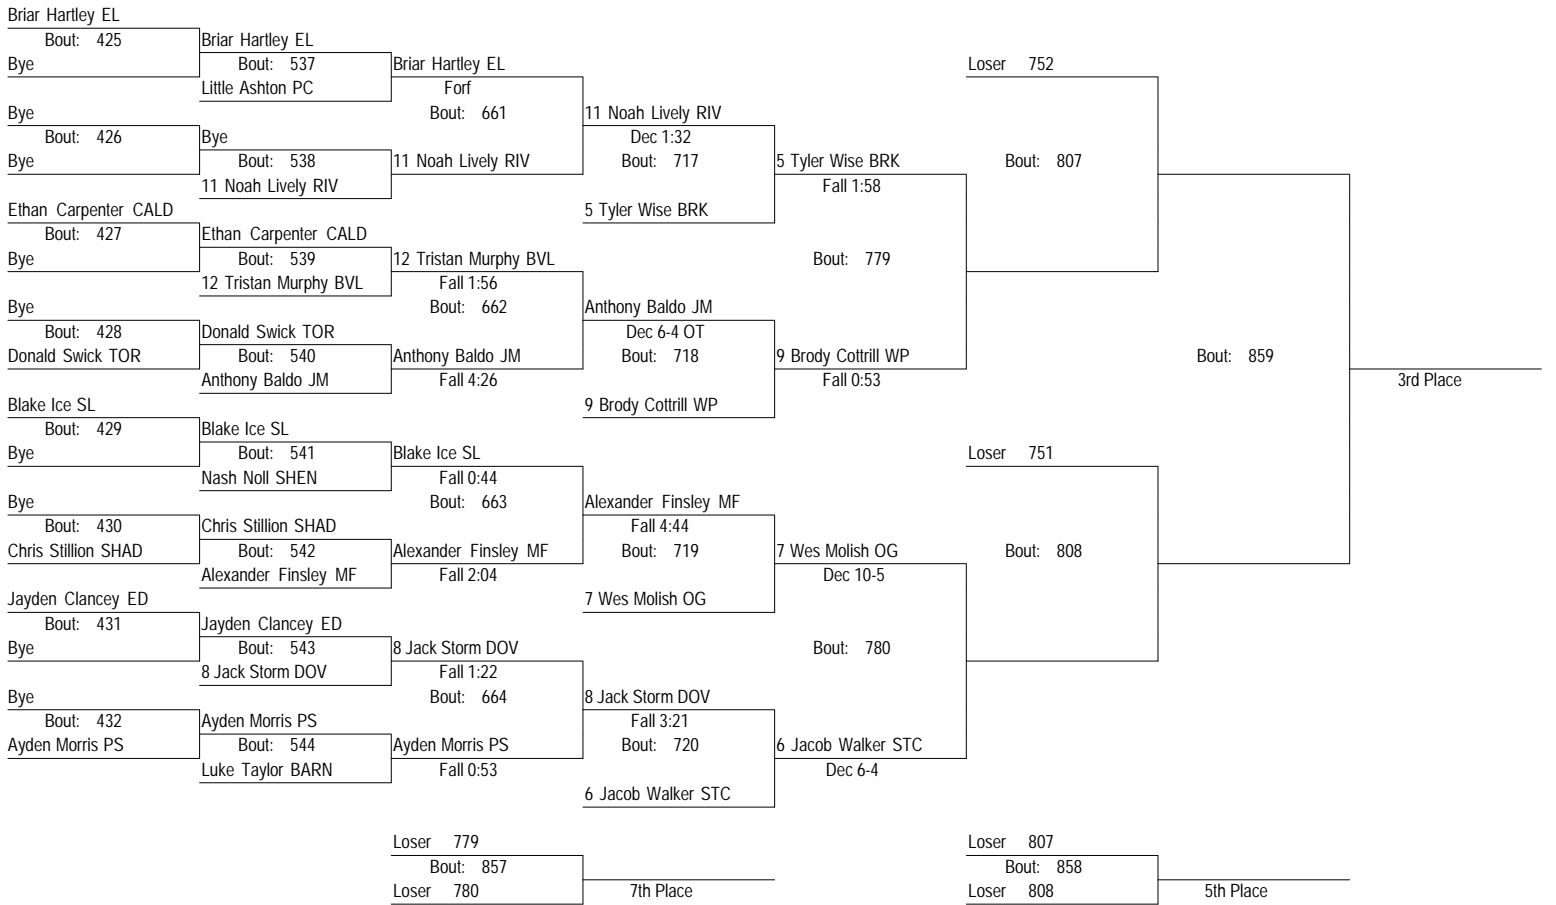 Briar Hartley EL
Bout: 425
Bye
Bye
Bout: 426
Bye
Ethan Carpenter CALD
Bout: 427
Bye
Bye
Bout: 428
Donald Swick TOR
Blake Ice SL
Bout: 429
Bye
Bye
Bout: 430
Chris Stillion SHAD
Jayden Clancey ED
Bout: 431
Bye
Bye
Bout: 432
Ayden Morris PS
Briar Hartley EL
Bout: 537
Little Ashton PC
Bye
Bout: 538
11 Noah Lively RIV
Ethan Carpenter CALD
Bout: 539
12 Tristan Murphy BVL
Donald Swick TOR
Bout: 540
Anthony Baldo JM
Blake Ice SL
Bout: 541
Nash Noll SHEN
Chris Stillion SHAD
Bout: 542
Alexander Finsley MF
Jayden Clancey ED
Bout: 543
8 Jack Storm DOV
Ayden Morris PS
Bout: 544
Luke Taylor BARN
Briar Hartley EL
Forf
Bout: 661
11 Noah Lively RIV
12 Tristan Murphy BVL
Fall 1:56
Bout: 662
Anthony Baldo JM
Fall 4:26
Blake Ice SL
Fall 0:44
Bout: 663
Alexander Finsley MF
Fall 2:04
8 Jack Storm DOV
Fall 1:22
Bout: 664
Ayden Morris PS
Fall 0:53
11 Noah Lively RIV
Dec 1:32
Bout: 717
5 Tyler Wise BRK
Anthony Baldo JM
Dec 6-4 OT
Bout: 718
9 Brody Cottrill WP
Alexander Finsley MF
Fall 4:44
Bout: 719
7 Wes Molish OG
8 Jack Storm DOV
Fall 3:21
Bout: 720
6 Jacob Walker STC
5 Tyler Wise BRK
Fall 1:58
Bout: 779
9 Brody Cottrill WP
Fall 0:53
7 Wes Molish OG
Dec 10-5
Bout: 780
6 Jacob Walker STC
Dec 6-4
Loser 752
Bout: 807
Loser 751
Bout: 808
Bout: 859
3rd Place
Loser 779
Bout: 857
Loser 780
7th Place
Loser 807
Bout: 858
Loser 808
5th Place